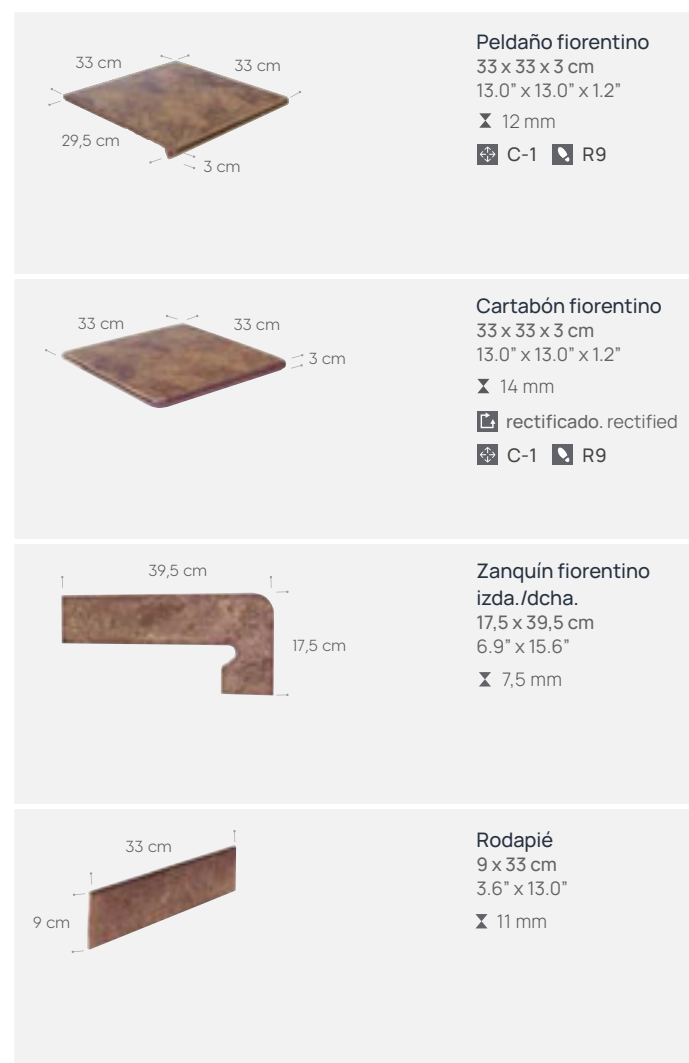 33 cm
33 cm
29,5 cm
3 cm
Peldaño fiorentino
33 x 33 x 3 cm
13.0” x 13.0” x 1.2”
12 mm
C-1 R9
33 cm
33 cm
3 cm
Cartabón fiorentino
33 x 33 x 3 cm
13.0” x 13.0” x 1.2”
14 mm
rectificado. rectified
C-1 R9
39,5 cm
17,5 cm
Zanquín fiorentino
izda./dcha.
17,5 x 39,5 cm
6.9” x 15.6”
7,5 mm
33 cm
9 cm
Rodapié
9 x 33 cm
3.6” x 13.0”
11 mm